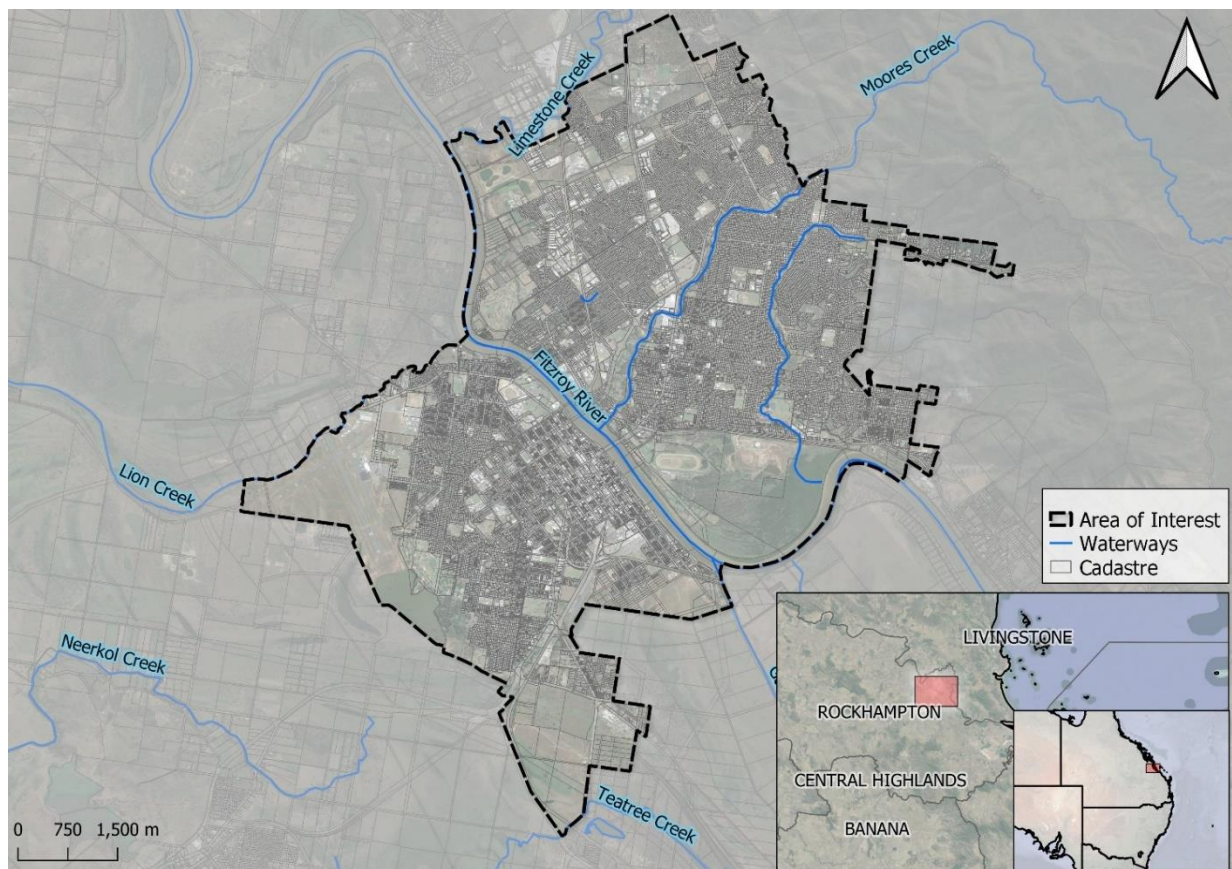 Limestone Creek
Moores Creek
Fitzroy River
Lion Creek
Neerkol Creek
Teatree Creek
Area of Interest
Waterways
Cadastre
LIVINGSTONE
ROCKHAMPTON
CENTRAL HIGHLANDS
BANANA
0 750 1,500 m